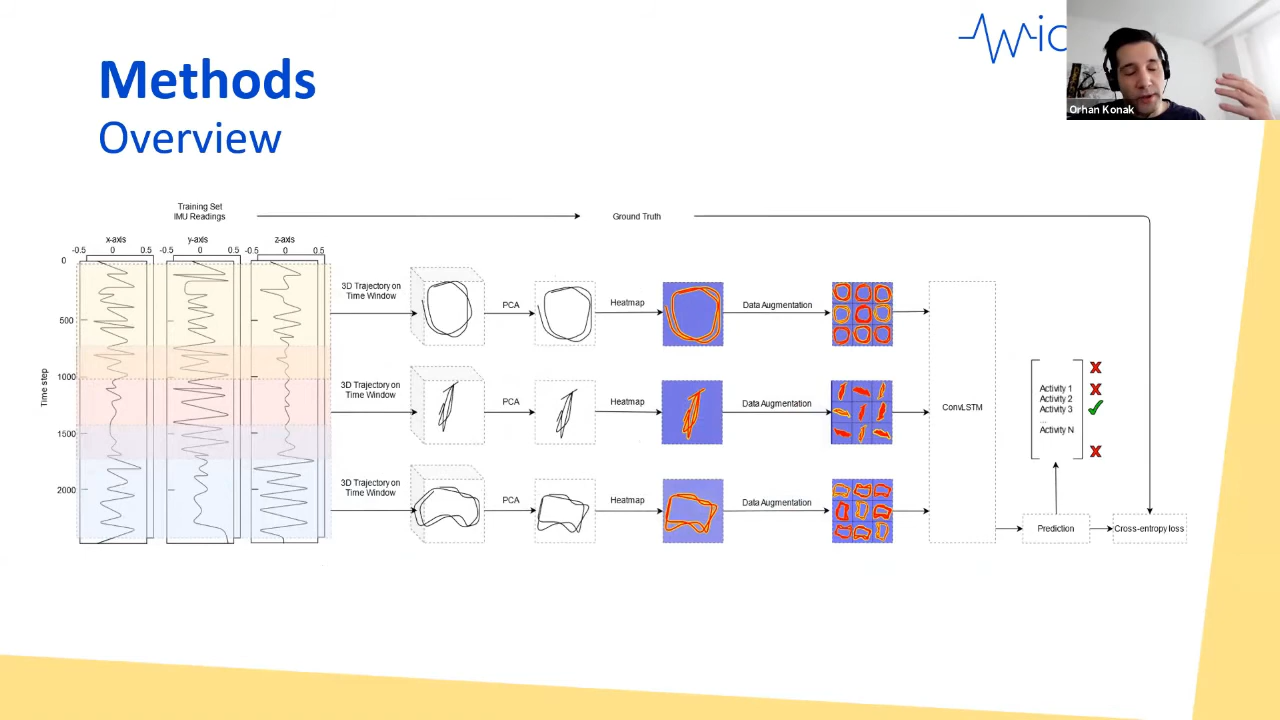 Methods
Overview
Orhan Konak
Training Set
IMU Readings
Ground Truth
x-axis
y-axis
z-axis
-0.5
0
0.5
-0.5
0
0.5
-0.5
0
0.5
0
500
1000
1500
2000
Time step
3D Trajectory on
Time Window
PCA
Heatmap
Data Augmentation
3D Trajectory on
Time Window
PCA
Heatmap
Data Augmentation
3D Trajectory on
Time Window
PCA
Heatmap
Data Augmentation
ConvLSTM
Activity 1
Activity 2
Activity 3
...
Activity N
Prediction
Cross-entropy loss